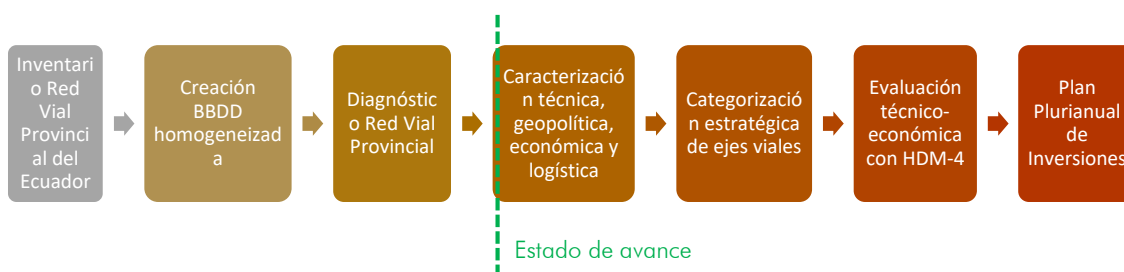 Inventari
o Red
Vial
Provinci
al del
Ecuador
Creación
BBDD
homogeneizad
a
Diagnóstic
o Red Vial
Provincial
Caracterizació
n técnica,
geopolítica,
económica y
logística
Categorizació
n estratégica
de ejes viales
Evaluación
técnico-
económica
con HDM-4
Plan
Plurianual
de
Inversiones
Estado de avance